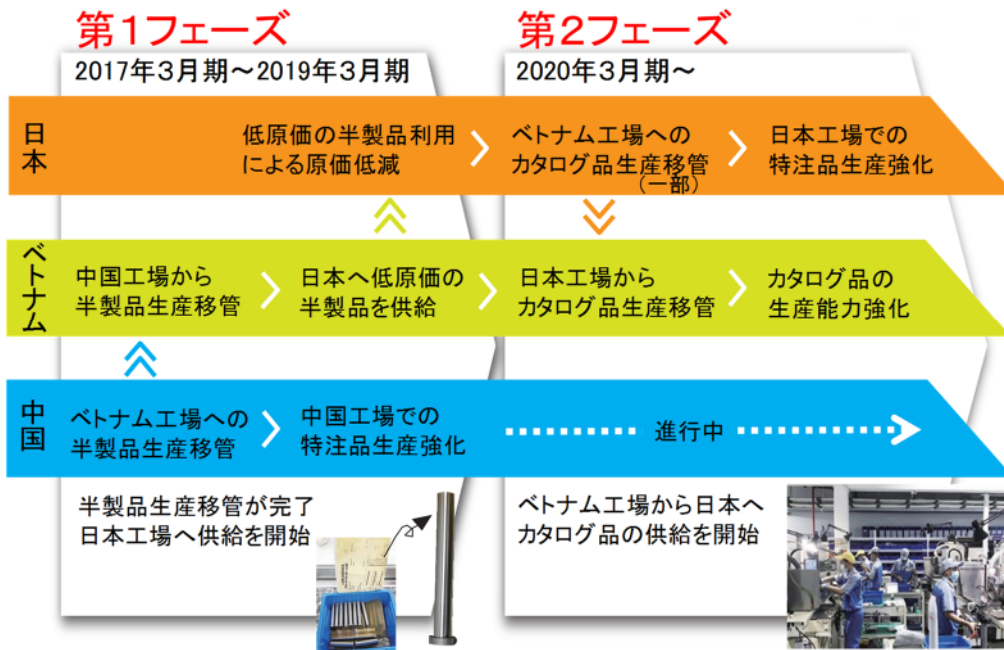 第1フェーズ
2017年3月期～2019年3月期
第2フェーズ
2020年3月期～
日本
低原価の半製品利用
による原価低減
ベトナム工場への
カタログ品生産移管
（一部）
日本工場での
特注品生産強化
ベトナム
中国工場から
半製品生産移管
日本へ低原価の
半製品を供給
日本工場から
カタログ品生産移管
カタログ品の
生産能力強化
中国
ベトナム工場への
半製品生産移管
中国工場での
特注品生産強化
進行中
半製品生産移管が完了
日本工場へ供給を開始
ベトナム工場から日本へ
カタログ品の供給を開始